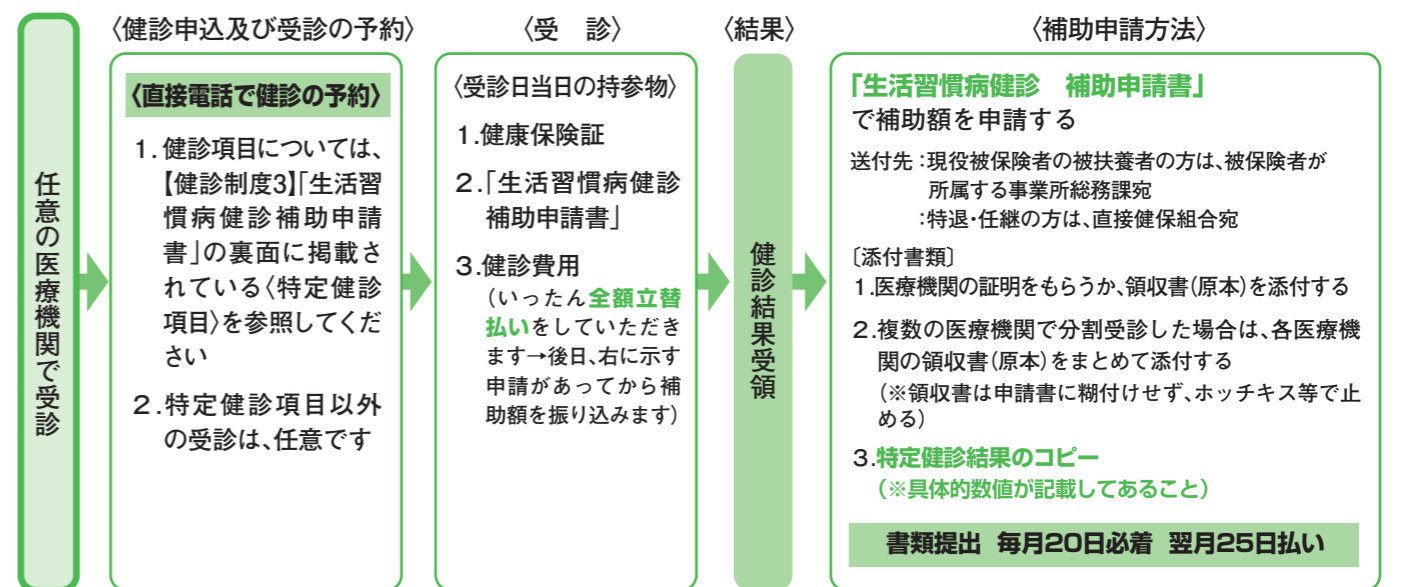 任意の医療機関で受診
〈健診申込及び受診の予約〉
〈直接電話で健診の予約〉
1.健診項目については、
【健診制度3】「生活習
慣病健診補助申請
書」の裏面に掲載さ
れている〈特定健診
項目〉を参照してくだ
さい
2.特定健診項目以外
の受診は、任意です
〈受　診〉
〈受診日当日の持参物〉
1.健康保険証
2.「生活習慣病健診
補助申請書」
3.健診費用
(いったん全額立替
払いをしていただき
ます→後日、右に示す
申請があってから補
助額を振り込みます)
〈結果〉
健診結果受領
〈補助申請方法〉
「生活習慣病健診　補助申請書」
で補助額を申請する
送付先:現役被保険者の被扶養者の方は、被保険者が
所属する事業所総務課宛
:特退・任継の方は、直接健保組合宛
〔添付書類〕
1.医療機関の証明をもらうか、領収書(原本)を添付する
2.複数の医療機関で分割受診した場合は、各医療機
関の領収書(原本)をまとめて添付する
(※領収書は申請書に糊付けせず、ホッチキス等で止
める)
3.特定健診結果のコピー
(※具体的数値が記載してあること)
書類提出 毎月20日必着 翌月25日払い